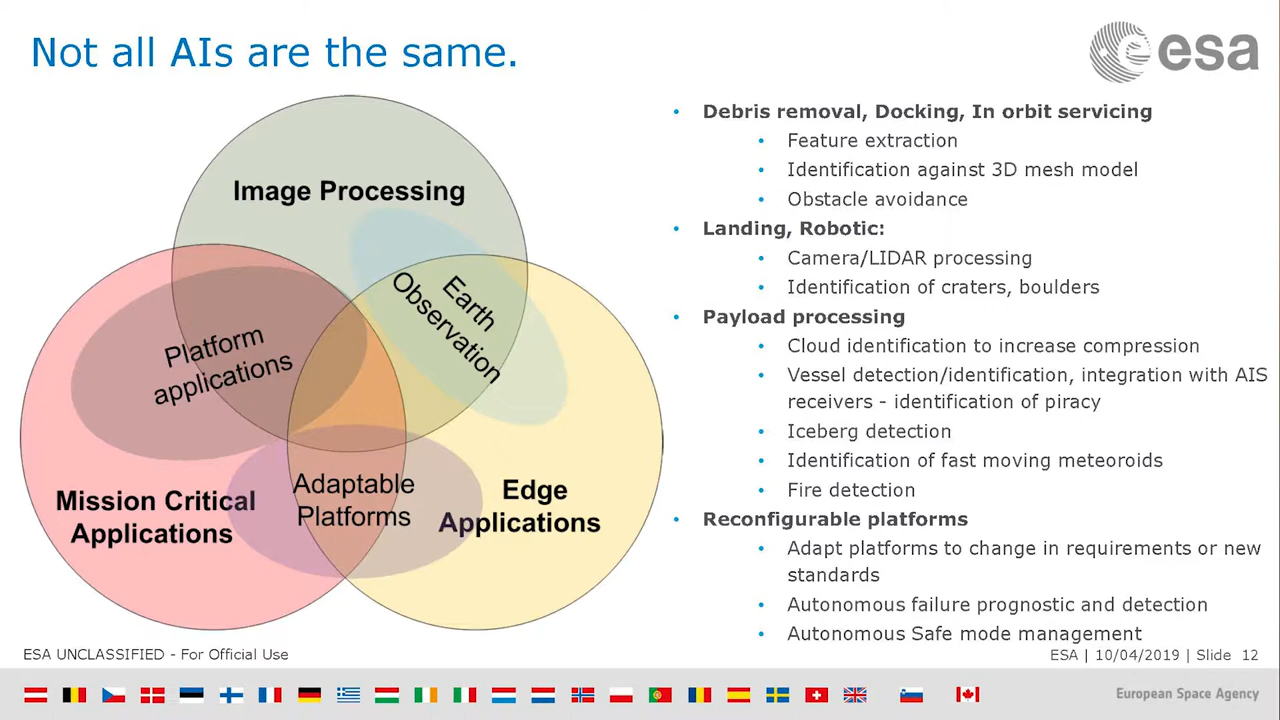 Not all AIs are the same.
esa
Image Processing
Earth
Observation
Platform
applications
Mission Critical
Applications
Adaptable
Platforms
Edge
Applications
• Debris removal, Docking, In orbit servicing
• Feature extraction
• Identification against 3D mesh model
• Obstacle avoidance
• Landing, Robotic:
• Camera/LIDAR processing
• Identification of craters, boulders
• Payload processing
• Cloud identification to increase compression
• Vessel detection/identification, integration with AIS
receivers - identification of piracy
• Iceberg detection
• Identification of fast moving meteoroids
• Fire detection
• Reconfigurable platforms
• Adapt platforms to change in requirements or new
standards
• Autonomous failure prognostic and detection
• Autonomous Safe mode management
ESA UNCLASSIFIED - For Official Use
ESA | 10/04/2019 | Slide 12
European Space Agency